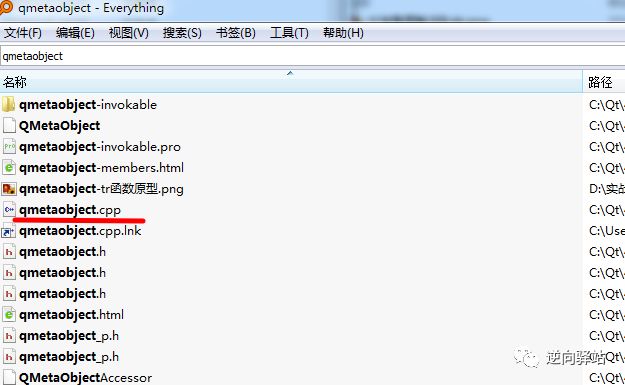 qmetaobject - Everything
文件(F) 编辑(E) 视图(V) 搜索(S) 书签(B) 工具(T) 帮助(H)
qmetaobject
名称 路径
qmetaobject-invokable C:\Qt\
QMetaObject C:\Qt\
qmetaobject-invokable.pro C:\Qt\
qmetaobject-members.html C:\Qt\
qmetaobject-tr函数原型.png D:\实战
qmetaobject.cpp C:\Qt\
qmetaobject.cpp.lnk C:\Use
qmetaobject.h C:\Qt\
qmetaobject.h C:\Qt\
qmetaobject.h C:\Qt\
qmetaobject.html C:\Qt\
qmetaobject_p.h C:\Qt\
qmetaobject_p.h
QMetaObjectAccessor C:\Qt\
逆向驿站